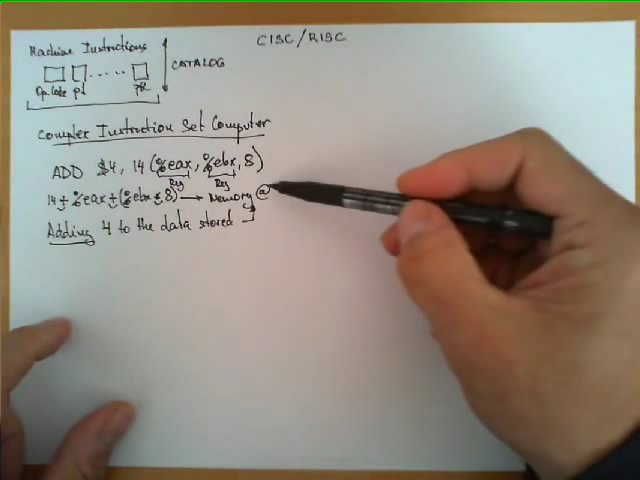 CISC/RISC
Machine Instructions
CATALOG
Op. Code P1
Complex Instruction Set Computer
ADD $4, 14 (%eax, %ebx, 8)
Reg Reg
14 + %eax + (%ebx * 8) → Memory @
Adding 4 to the data stored